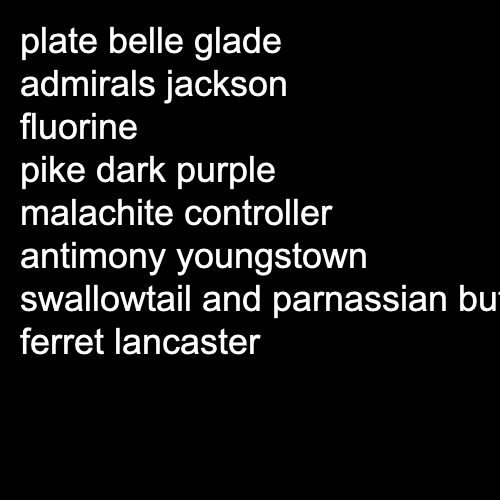 plate belle glade
admirals jackson
fluorine
pike dark purple
malachite controller
antimony youngstown
swallowtail and parnassian
ferret lancaster